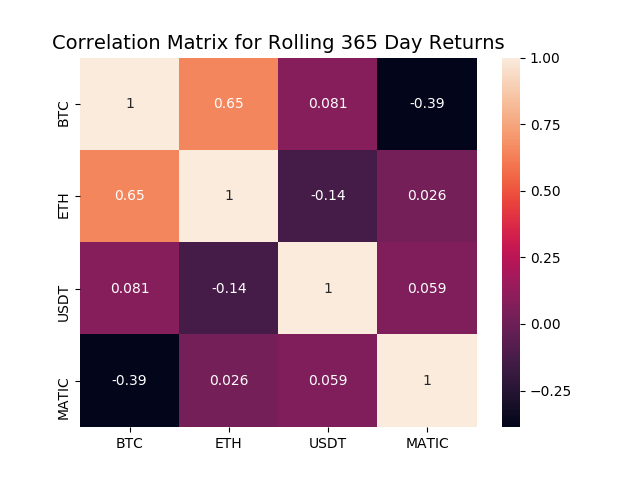 Correlation Matrix for Rolling 365 Day Returns
BTC
1
0.65
0.081
-0.39
ETH
0.65
1
-0.14
0.026
USDT
0.081
-0.14
1
0.059
MATIC
-0.39
0.026
0.059
1
BTC
ETH
USDT
MATIC
1.00
0.75
0.50
0.25
0.00
−0.25